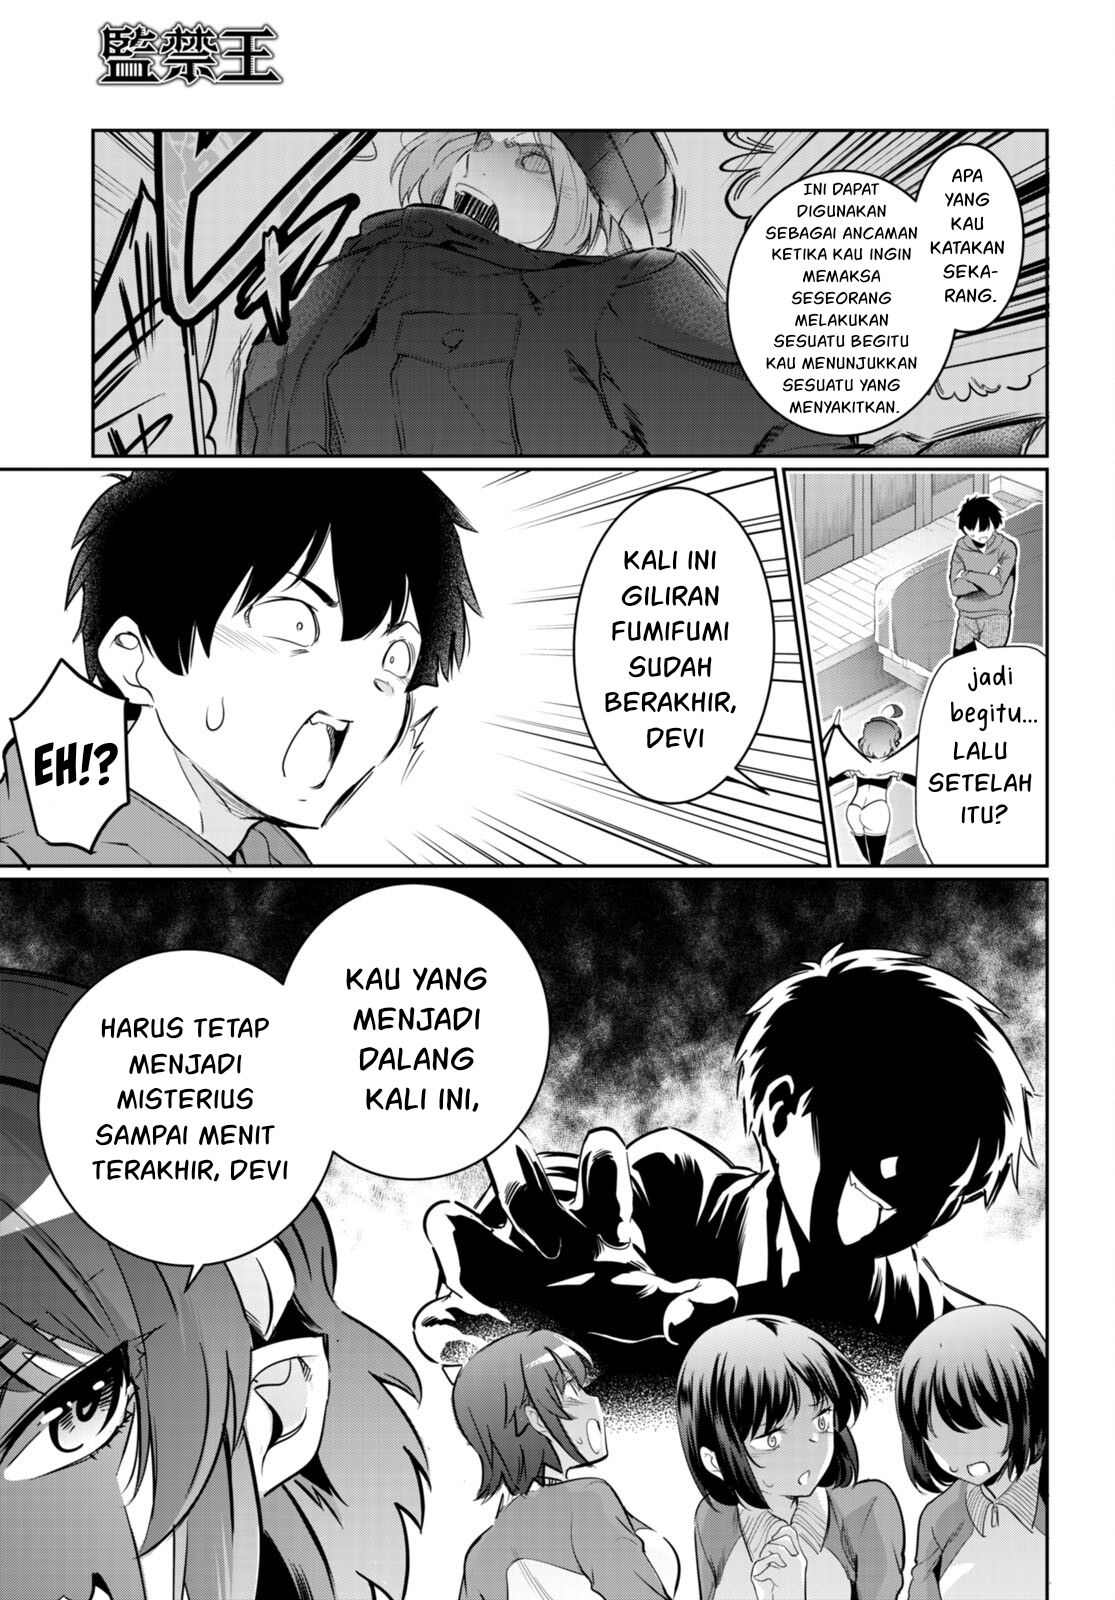 監禁王
APA
YANG
KAU
KATAKAN
SEKA-
RANG.
INI DAPAT
DIGUNAKAN
SEBAGAI ANCAMAN
KETIKA KAU INGIN
MEMAKSA
SESEORANG
MELAKUKAN
SESUATU BEGITU
KAU MENUNJUKKAN
SESUATU YANG
MENYAKITKAN.
jadi
begitu...
LALU
SETELAH
ITU?
KALI INI
GILIRAN
FUMIFUMI
SUDAH
BERAKHIR,
DEVI
EH!?
KAU YANG
MENJADI
DALANG
KALI INI,
HARUS TETAP
MENJADI
MISTERIUS
SAMPAI MENIT
TERAKHIR, DEVI